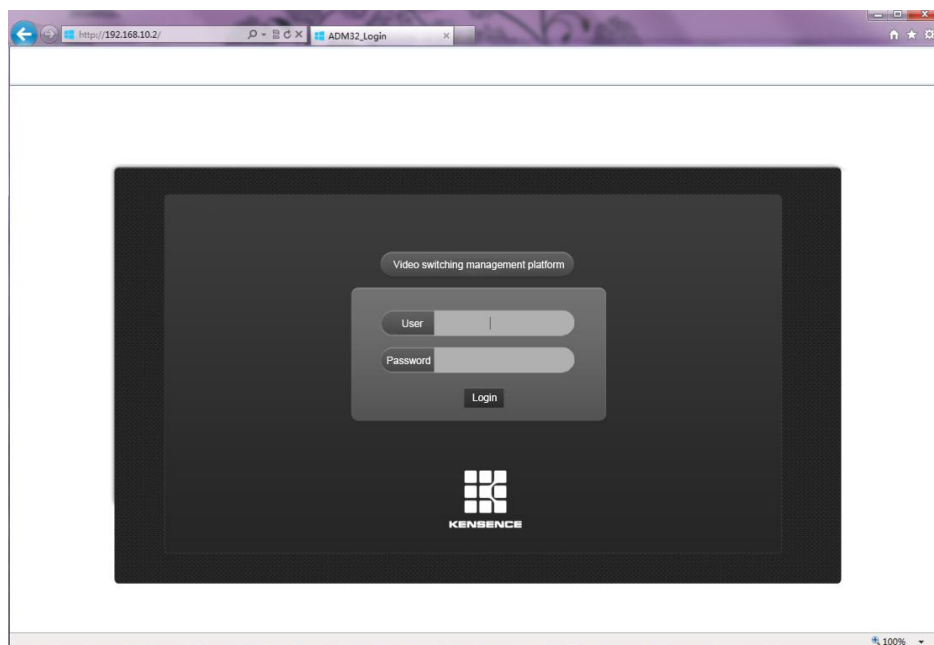 http://192.168.10.2/
ADM32_Login
Video switching management platform
User
Password
Login
KENSENCE
100%